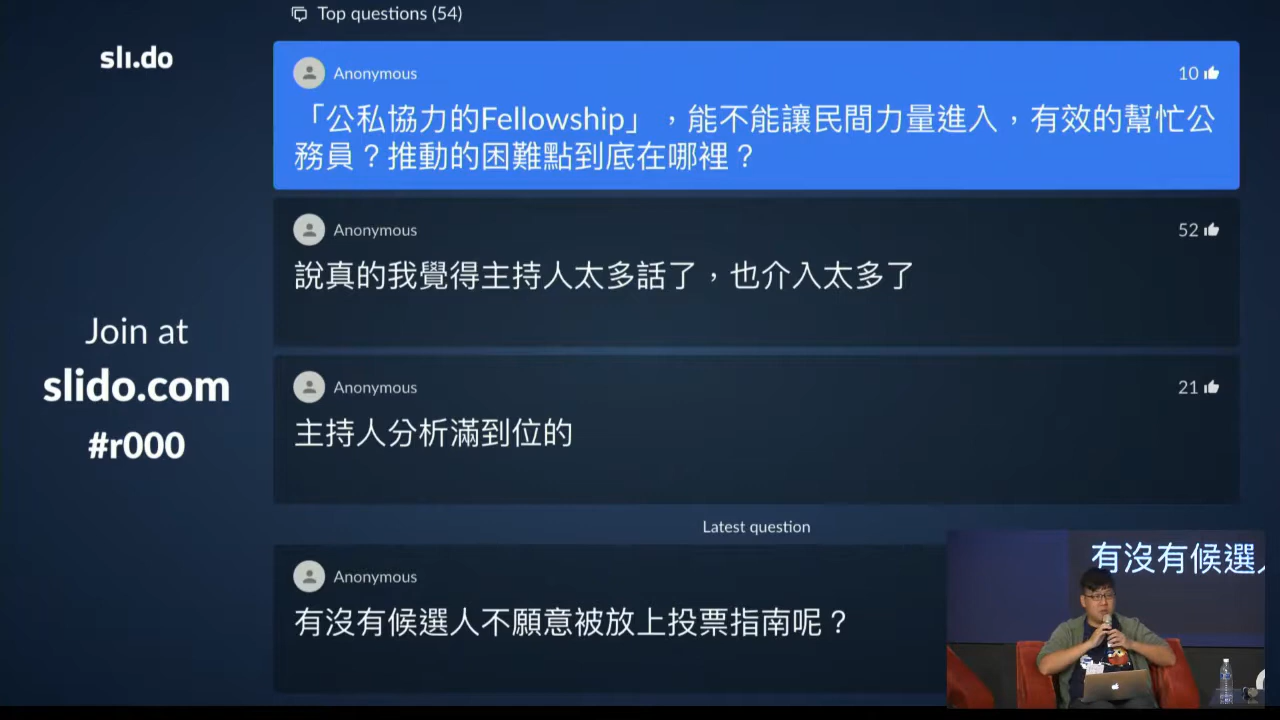 Top questions (54)
sli.do
Anonymous
10
「公私協力的Fellowship」，能不能讓民間力量進入，有效的幫忙公
務員？推動的困難點到底在哪裡？
Anonymous
52
說真的我覺得主持人太多話了，也介入太多了
Join at
slido.com
#r000
Anonymous
21
主持人分析滿到位的
Latest question
Anonymous
有沒有候選人不願意被放上投票指南呢？
有沒有候選人